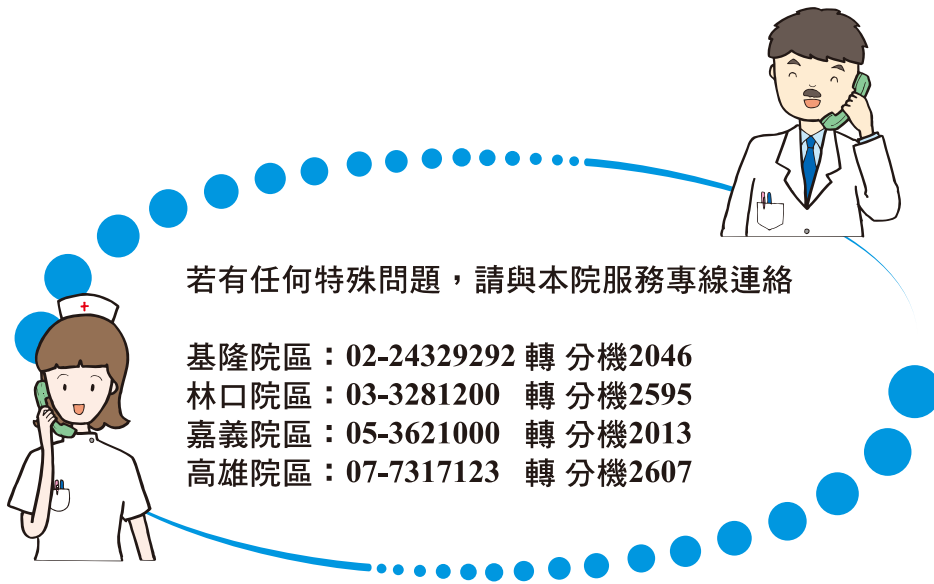 若有任何特殊問題，請與本院服務專線連絡
基隆院區：02-24329292 轉 分機2046
林口院區：03-3281200 轉 分機2595
嘉義院區：05-3621000 轉 分機2013
高雄院區：07-7317123 轉 分機2607